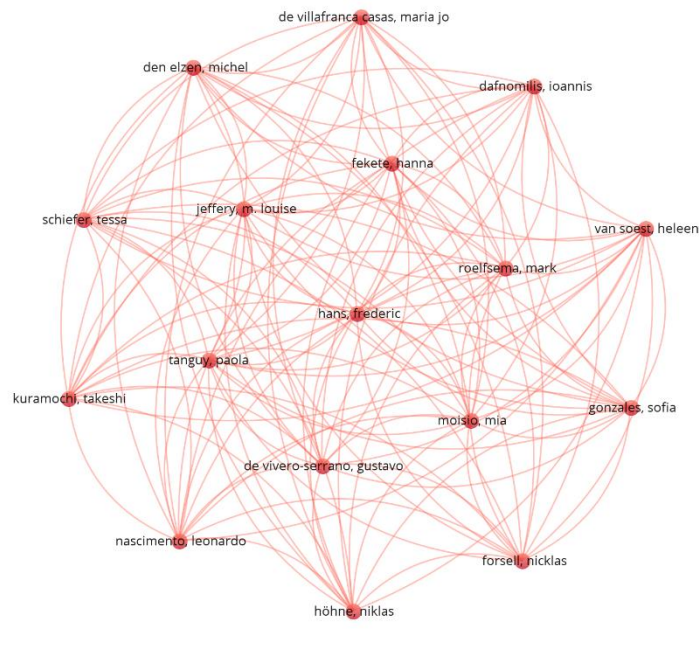 de villafranca casas, maria jo
den elzen, michel
dafnomilis, ioannis
fekete, hanna
jeffery, m. louise
schiefer, tessa
van soest, heleen
roelfsema, mark
hans, frederic
tanguy, paola
kuramochi, takeshi
gonzales, sofia
moisio, mia
de vivero-serrano, gustavo
nascimento, leonardo
forsell, nicklas
höhne, niklas